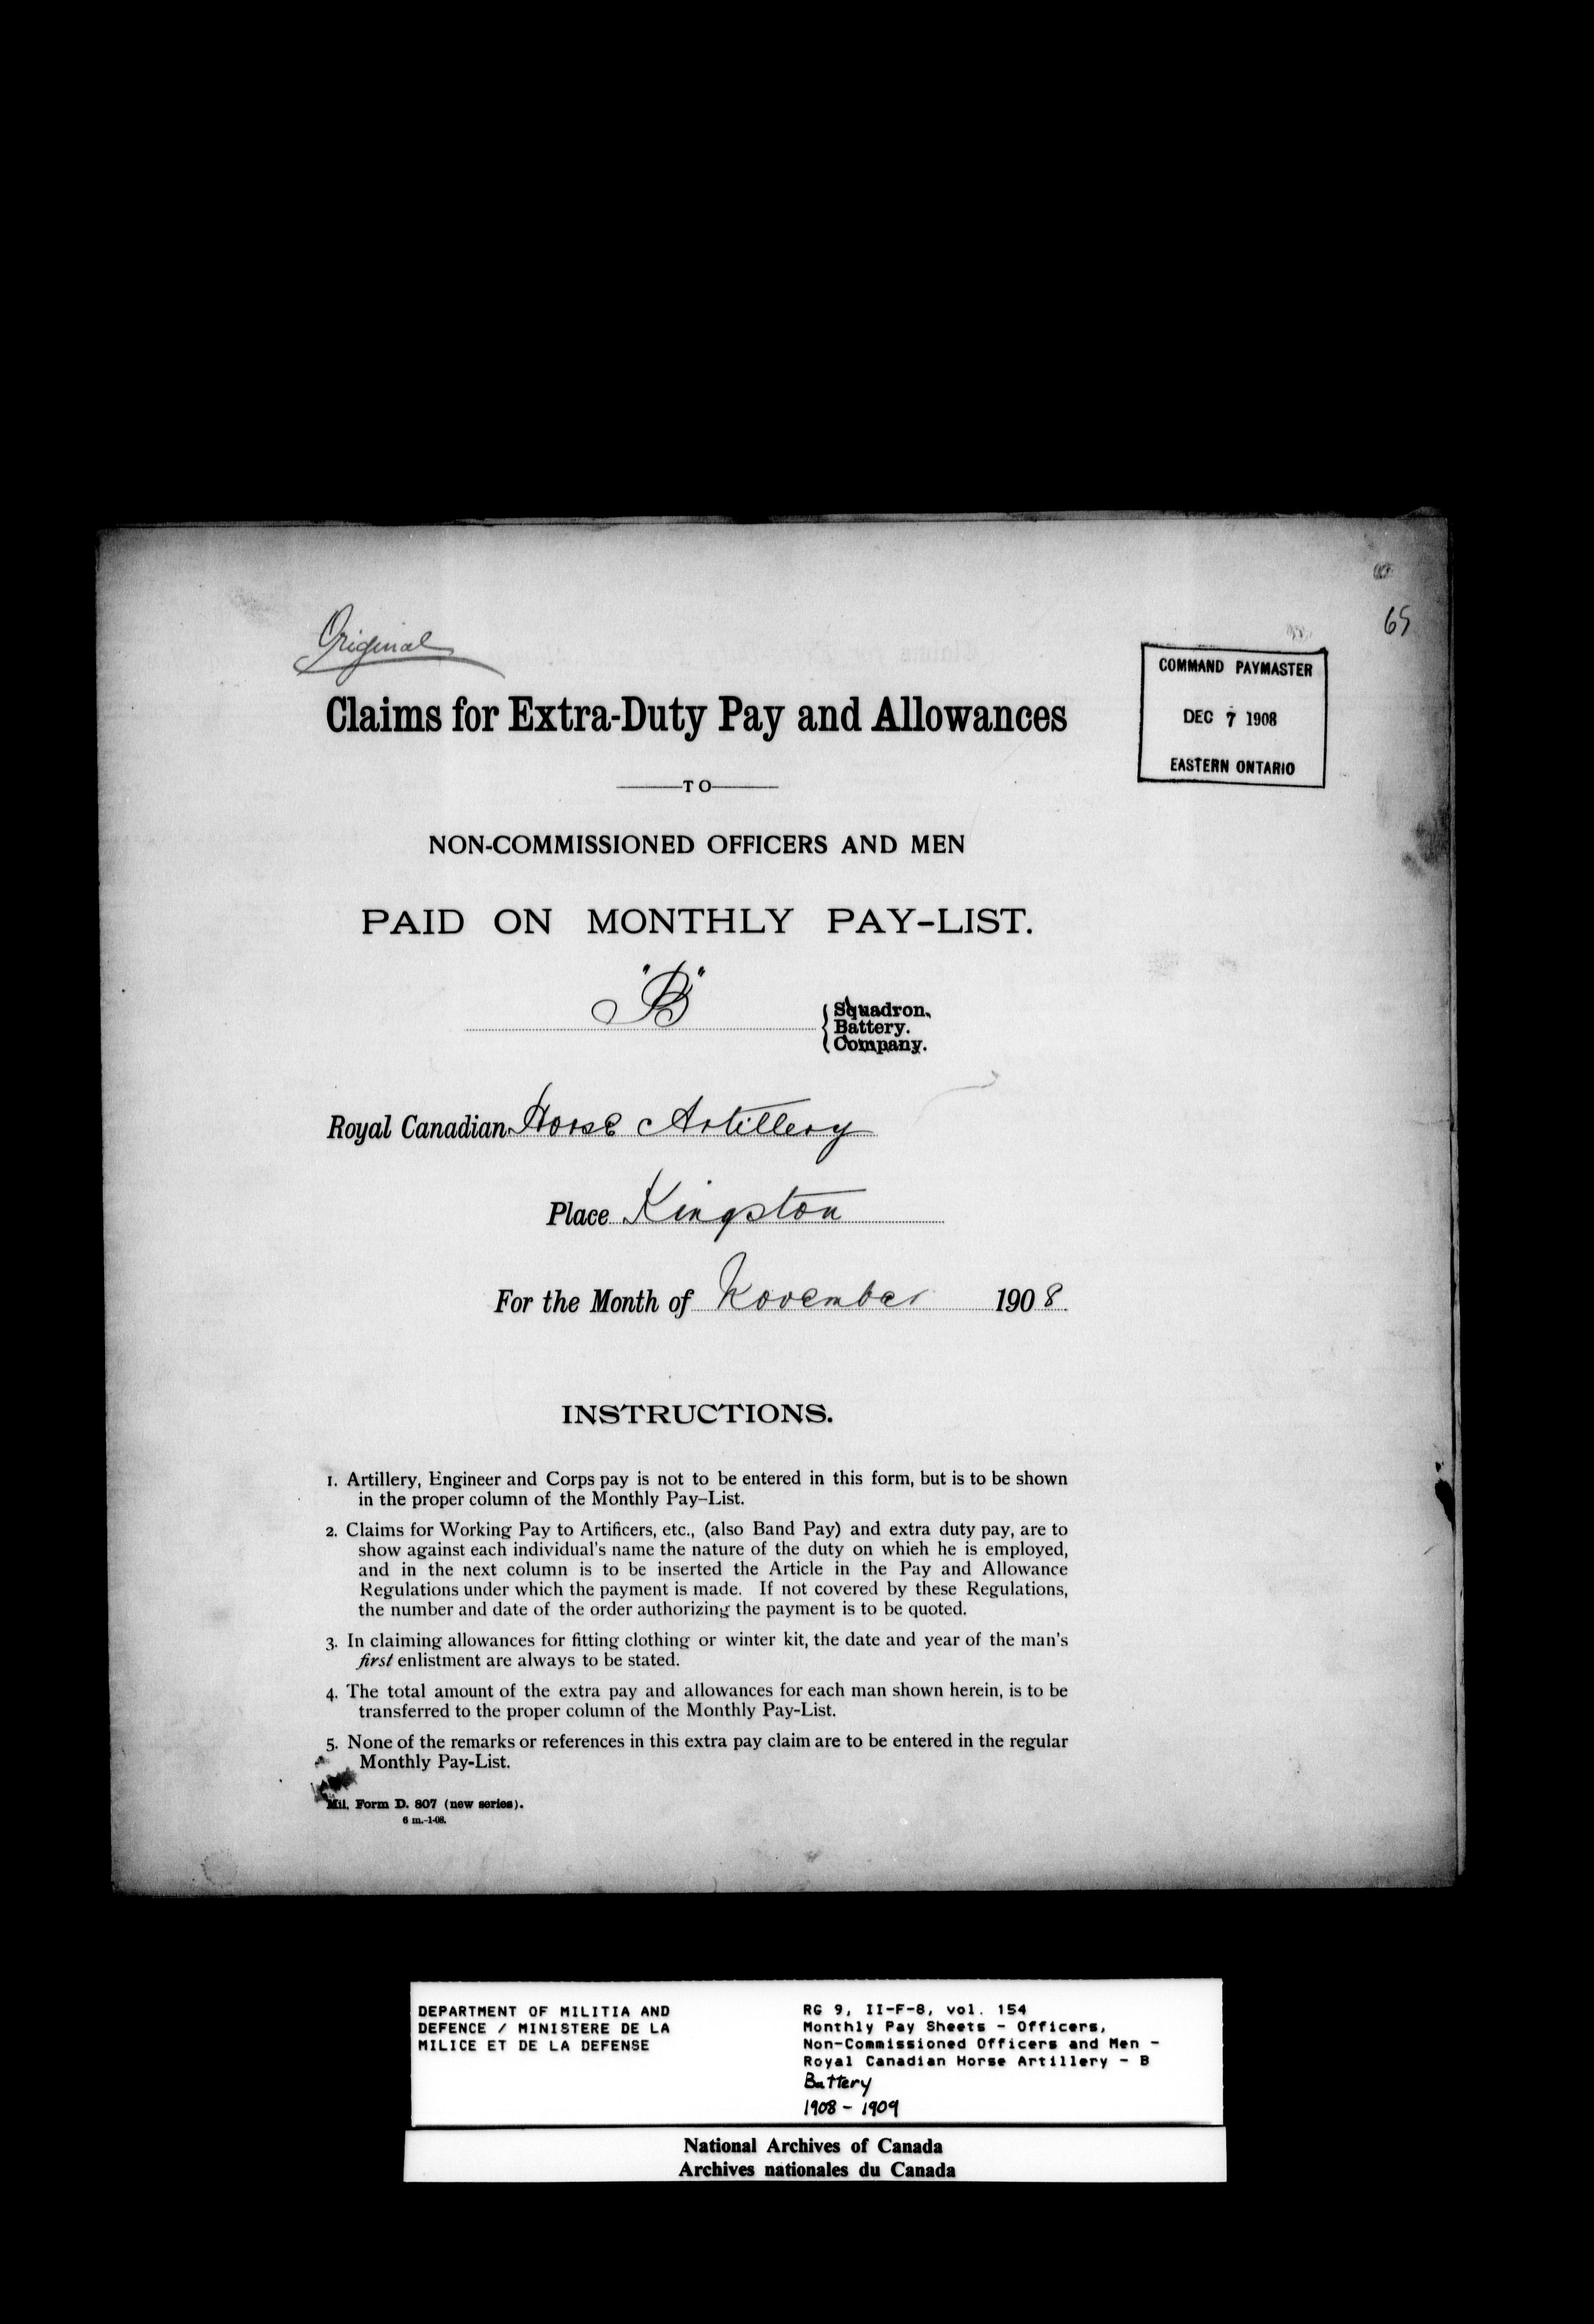 65
Original
COMMAND PAYMASTER
DEC 7 1908
EASTERN ONTARIO
Claims for Extra-Duty Pay and Allowances
TO
NON-COMMISSIONED OFFICERS AND MEN
PAID ON MONTHLY PAY-LIST.
"B"
Squadron.
Battery.
Company.
Royal Canadian Horse Artillery
Place Kingston
For the Month of November 1908.
INSTRUCTIONS.
1. Artillery, Engineer and Corps pay is not to be entered in this form, but is to be shown
in the proper column of the Monthly Pay-List.
2. Claims for Working Pay to Artificers, etc., (also Band Pay) and extra duty pay, are to
show against each individual's name the nature of the duty on whieh he is employed,
and in the next column is to be inserted the Article in the Pay and Allowance
Regulations under which the payment is made. If not covered by these Regulations,
the number and date of the order authorizing the payment is to be quoted.
3. In claiming allowances for fitting clothing or winter kit, the date and year of the man's
first enlistment are always to be stated.
4. The total amount of the extra pay and allowances for each man shown herein, is to be
transferred to the proper column of the Monthly Pay-List.
5. None of the remarks or references in this extra pay claim are to be entered in the regular
Monthly Pay-List.
Mil. Form D. 807 (new series).
6 m.-1-08.
DEPARTMENT OF MILITIA AND
DEFENCE / MINISTERE DE LA
MILICE ET DE LA DEFENSE
RG 9, II-F-8, vol. 154
Monthly Pay Sheets - Officers,
Non-Commissioned Officers and Men -
Royal Canadian Horse Artillery - B
Battery
1908 - 1909
National Archives of Canada
Archives nationales du Canada